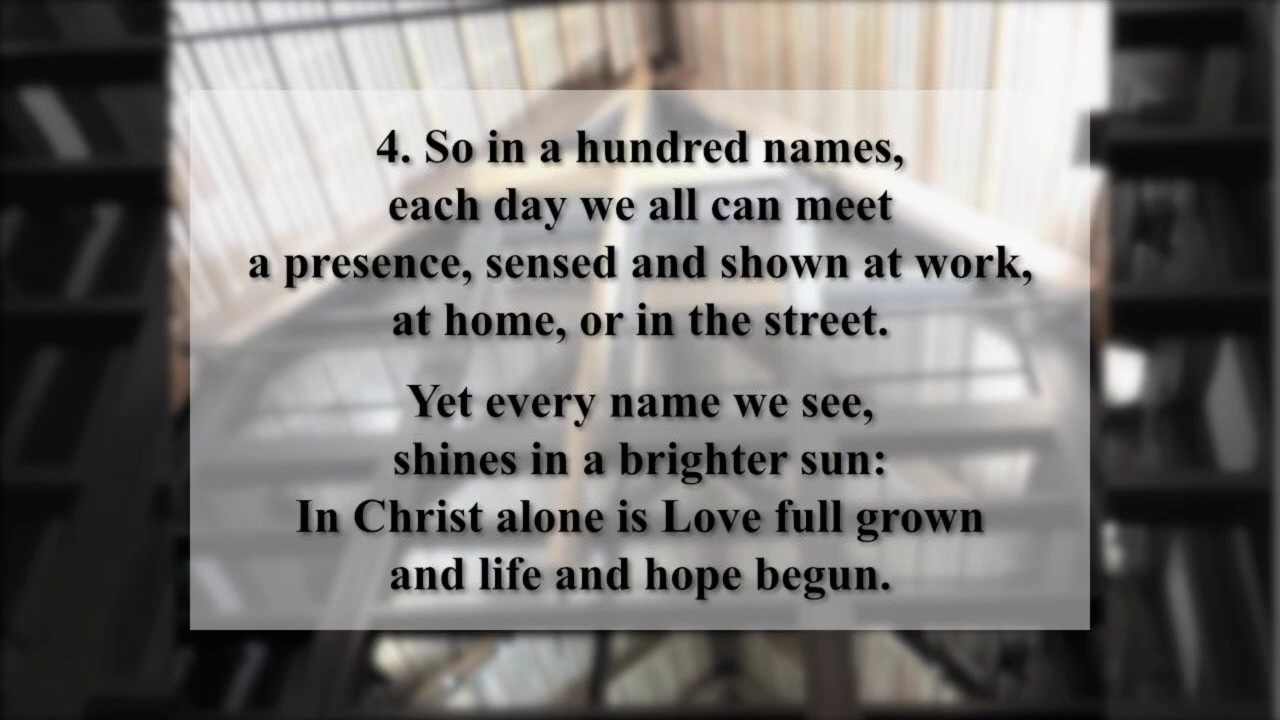 4. So in a hundred names,
each day we all can meet
a presence, sensed and shown at work,
at home, or in the street.
Yet every name we see,
shines in a brighter sun:
In Christ alone is Love full grown
and life and hope begun.